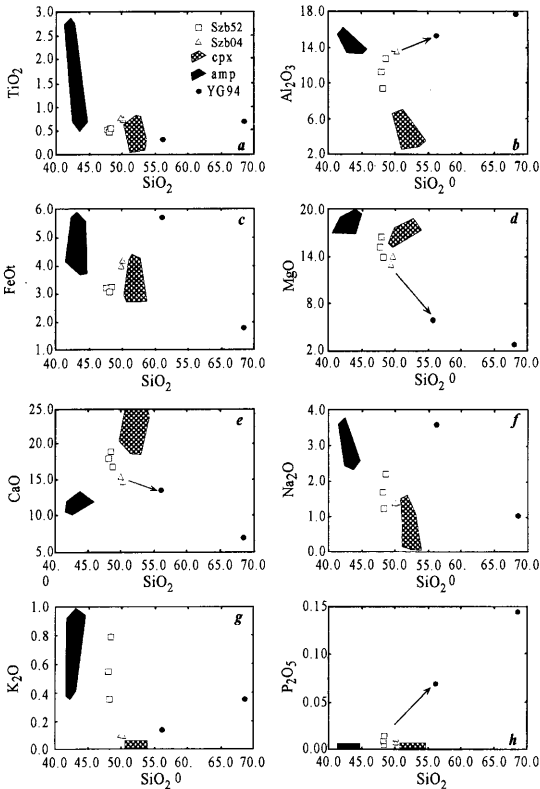 3.0
2.5
2.0
1.5
1.0
0.5
0.0
TiO2
40.0 45.0 50.0 55.0 60.0 65.0 70.0
SiO2
a
Szb52
Szb04
cpx
amp
YG94
18.0
14.0
10.0
6.0
2.0
Al2O3
40.0 45.0 50.0 55.0 60.0 65.0 70.0
SiO2 0
b
6.0
5.0
4.0
3.0
2.0
1.0
FeOt
40.0 45.0 50.0 55.0 60.0 65.0 70.0
SiO2
c
20.0
16.0
12.0
8.0
4.0
0.0
MgO
40.0 45.0 50.0 55.0 60.0 65.0 70.0
SiO2 0
d
25.0
20.0
15.0
10.0
5.0
CaO
40. 45.0 50.0 55.0 60.0 65.0 70.0
0 SiO2
e
4.0
3.0
2.0
1.0
0.0
Na2O
40.0 45.0 50.0 55.0 60.0 65.0 70.0
SiO2 0
f
1.0
0.8
0.6
0.4
0.2
0.0
K2O
40.0 45.0 50.0 55.0 60.0 65.0 70.0
SiO2 0
g
0.15
0.10
0.05
0.00
P2O5
40.0 45.0 50.0 55.0 60.0 65.0 70.0
SiO2
h